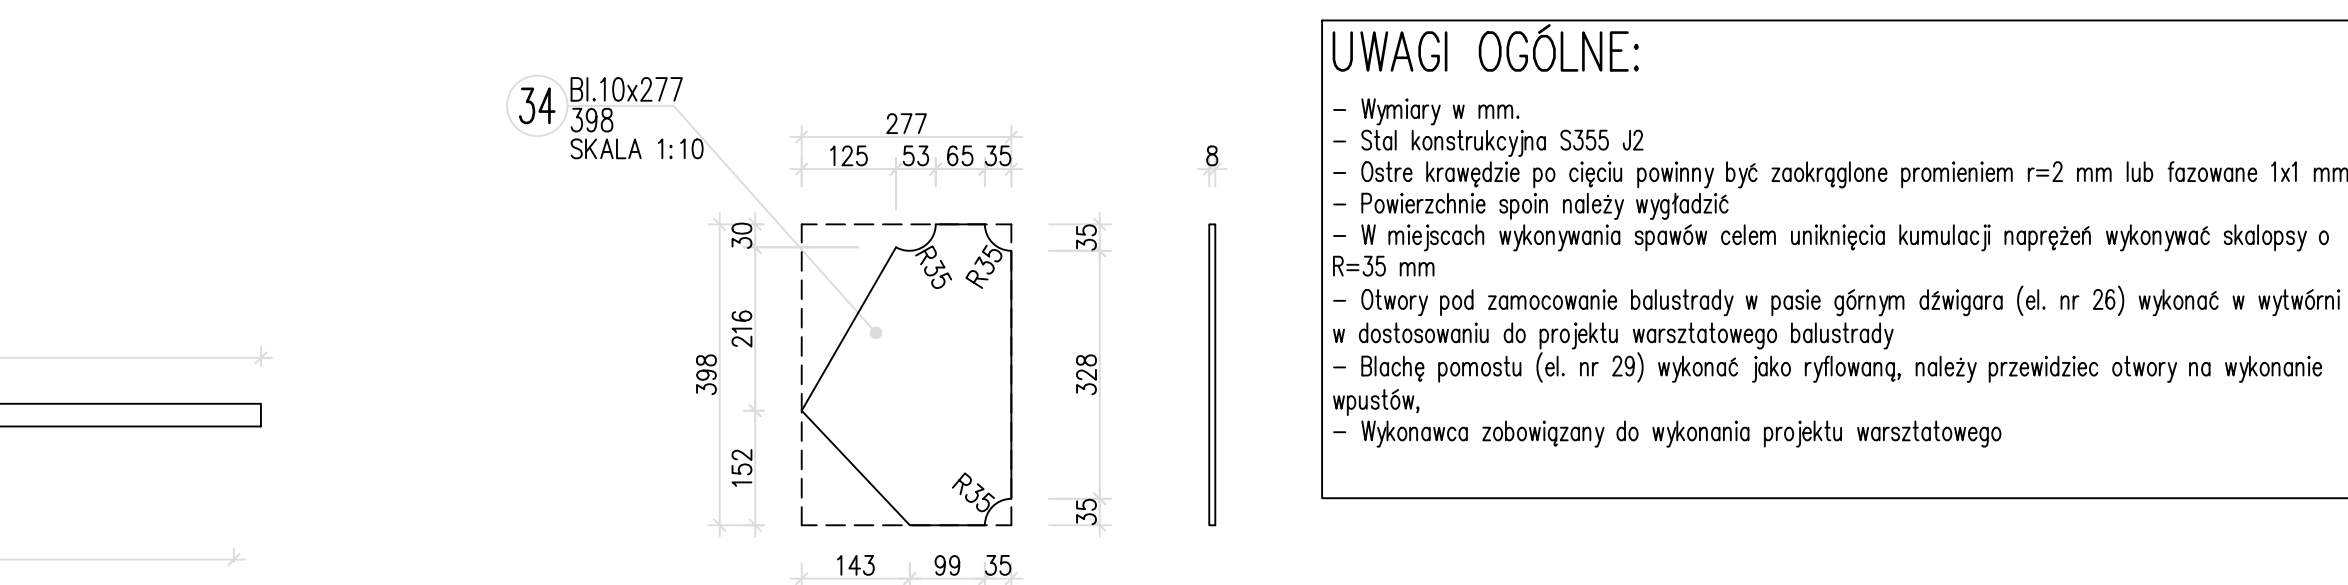 34
Bl.10x277
398
SKALA 1:10
277
125 53 65 35
8
30
216
398
152
R35
R35
R35
35
328
35
143 99 35
UWAGI OGÓLNE:
– Wymiary w mm.
– Stal konstrukcyjna S355 J2
– Ostre krawędzie po cięciu powinny być zaokrąglone promieniem r=2 mm lub fazowane 1x1 mm
– Powierzchnie spoin należy wygładzić
– W miejscach wykonywania spawów celem uniknięcia kumulacji naprężeń wykonywać skalopsy o
R=35 mm
– Otwory pod zamocowanie balustrady w pasie górnym dźwigara (el. nr 26) wykonać w wytwórni
w dostosowaniu do projektu warsztatowego balustrady
– Blachę pomostu (el. nr 29) wykonać jako ryflowaną, należy przewidziec otwory na wykonanie
wpustów,
– Wykonawca zobowiązany do wykonania projektu warsztatowego